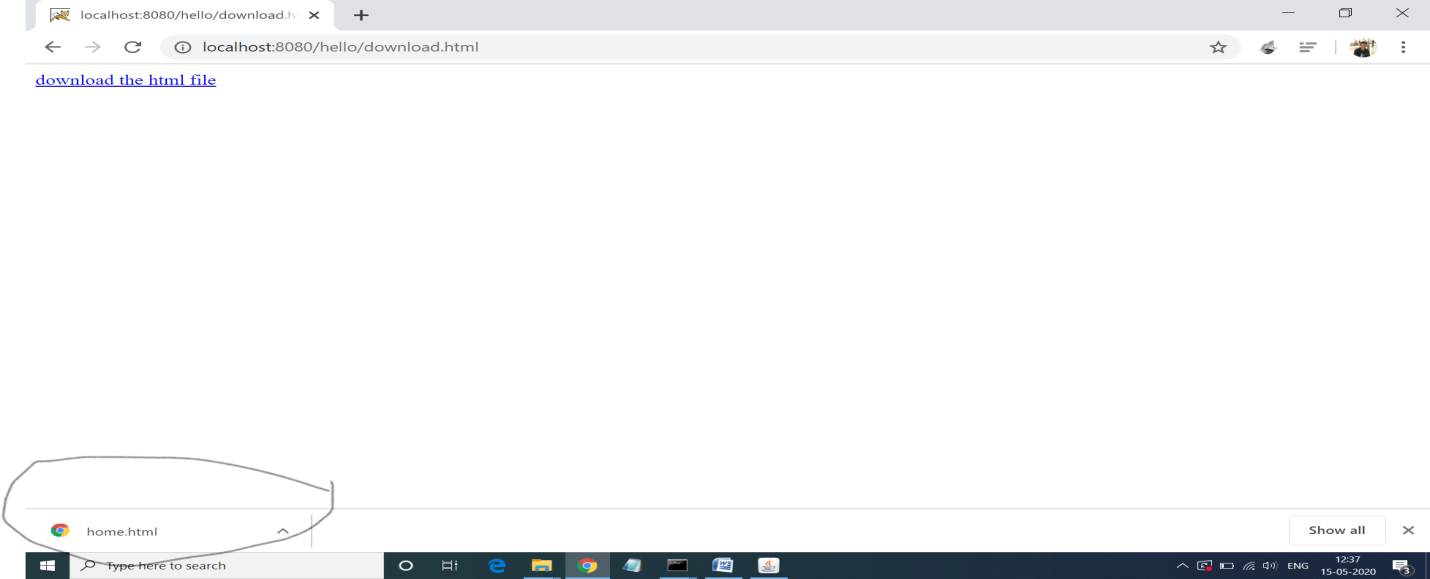 localhost:8080/hello/download.h
localhost:8080/hello/download.html
download the html file
home.html
Show all
Type here to search
ENG
12:37
15-05-2020
3